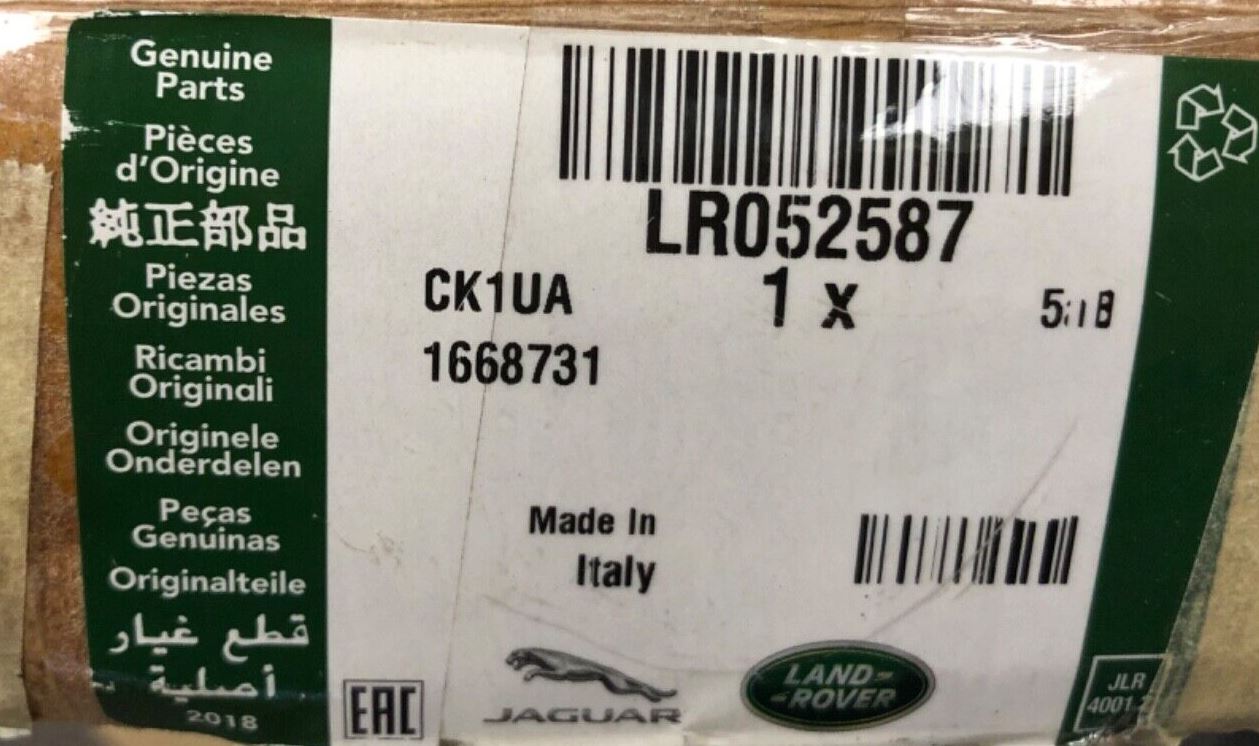 Genuine
Parts
Pièces
d'Origine
純正部品
Piezas
Originales
Ricambi
Originali
Originele
Onderdelen
Peças
Genuinas
Originalteile
قطع غيار
أصلية
2018
LR052587
CK1UA
1 x
1668731
Made In
Italy
EAC
JAGUAR
LAND-
-ROVER
JLR